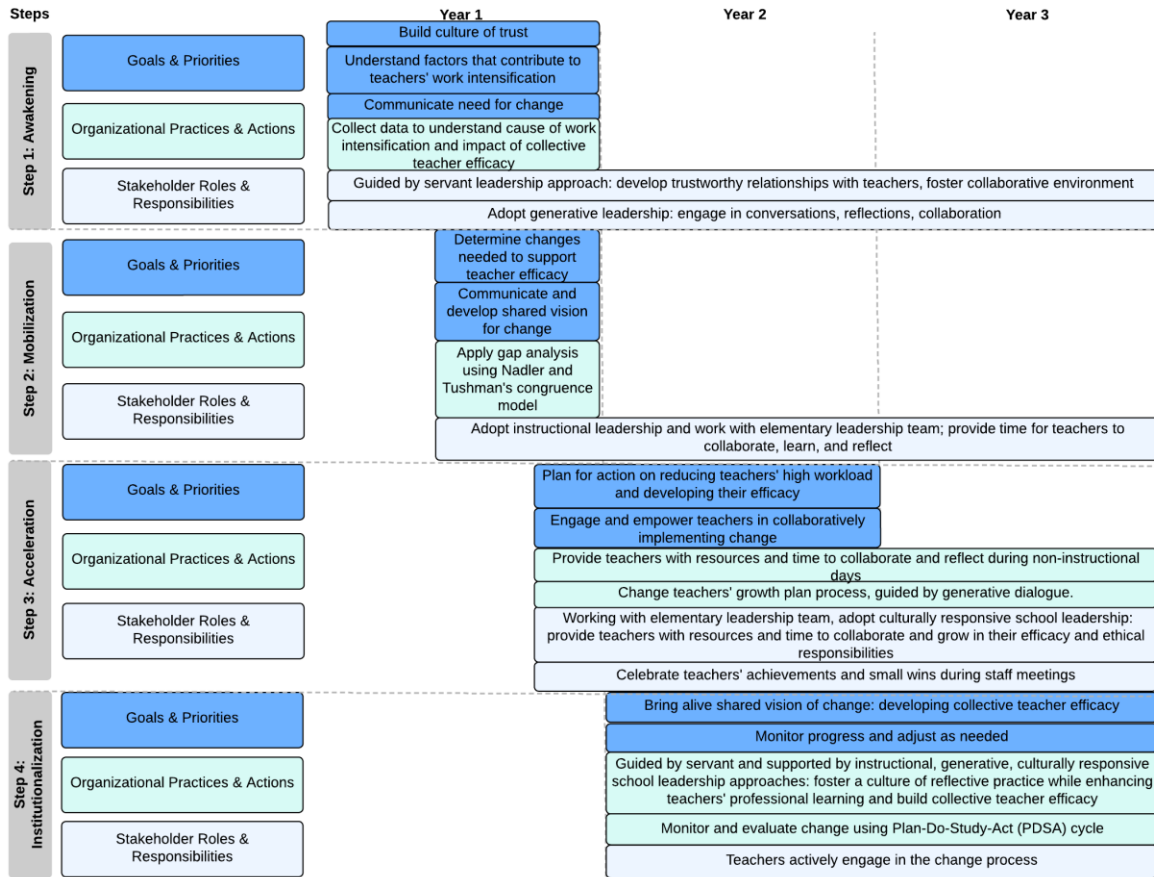 Steps
Year 1
Year 2
Year 3
Step 1: Awakening
Goals & Priorities
Build culture of trust
Understand factors that contribute to
teachers' work intensification
Communicate need for change
Organizational Practices & Actions
Collect data to understand cause of work
intensification and impact of collective
teacher efficacy
Stakeholder Roles &
Responsibilities
Guided by servant leadership approach: develop trustworthy relationships with teachers, foster collaborative environment
Adopt generative leadership: engage in conversations, reflections, collaboration
Step 2: Mobilization
Goals & Priorities
Determine changes
needed to support
teacher efficacy
Communicate and
develop shared vision
for change
Organizational Practices & Actions
Apply gap analysis
using Nadler and
Tushman's congruence
model
Stakeholder Roles &
Responsibilities
Adopt instructional leadership and work with elementary leadership team; provide time for teachers to
collaborate, learn, and reflect
Step 3: Acceleration
Goals & Priorities
Plan for action on reducing teachers' high workload
and developing their efficacy
Engage and empower teachers in collaboratively
implementing change
Organizational Practices & Actions
Provide teachers with resources and time to collaborate and reflect during non-instructional
days
Change teachers' growth plan process, guided by generative dialogue.
Stakeholder Roles &
Responsibilities
Working with elementary leadership team, adopt culturally responsive school leadership:
provide teachers with resources and time to collaborate and grow in their efficacy and ethical
responsibilities
Celebrate teachers' achievements and small wins during staff meetings
Step 4:
Institutionalization
Goals & Priorities
Bring alive shared vision of change: developing collective teacher efficacy
Monitor progress and adjust as needed
Organizational Practices & Actions
Guided by servant and supported by instructional, generative, culturally responsive
school leadership approaches: foster a culture of reflective practice while enhancing
teachers' professional learning and build collective teacher efficacy
Monitor and evaluate change using Plan-Do-Study-Act (PDSA) cycle
Stakeholder Roles &
Responsibilities
Teachers actively engage in the change process